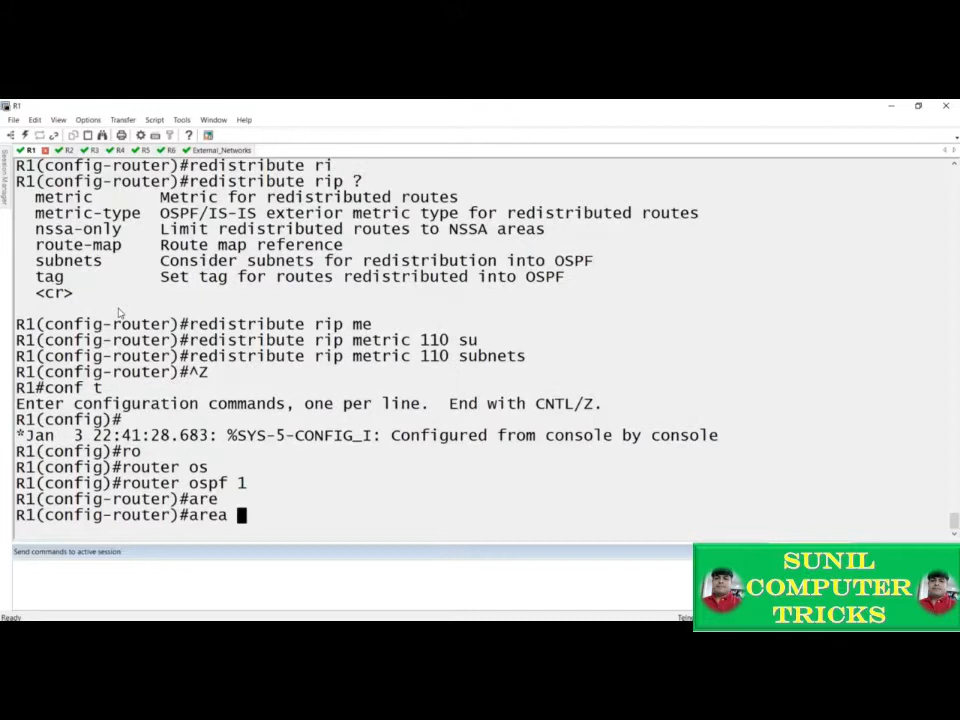 R1
File Edit View Options Transfer Script Tools Window Help
R1 R2 R3 R4 R5 R6 External_Networks
Session Manager
R1(config-router)#redistribute ri
R1(config-router)#redistribute rip ?
metric Metric for redistributed routes
metric-type OSPF/IS-IS exterior metric type for redistributed routes
nssa-only Limit redistributed routes to NSSA areas
route-map Route map reference
subnets Consider subnets for redistribution into OSPF
tag Set tag for routes redistributed into OSPF
<cr>
R1(config-router)#redistribute rip me
R1(config-router)#redistribute rip metric 110 su
R1(config-router)#redistribute rip metric 110 subnets
R1(config-router)#^Z
R1#conf t
Enter configuration commands, one per line. End with CNTL/Z.
R1(config)#
*Jan 3 22:41:28.683: %SYS-5-CONFIG_I: Configured from console by console
R1(config)#ro
R1(config)#router os
R1(config)#router ospf 1
R1(config-router)#are
R1(config-router)#area
Send commands to active session
Ready
SUNIL
COMPUTER
TRICKS